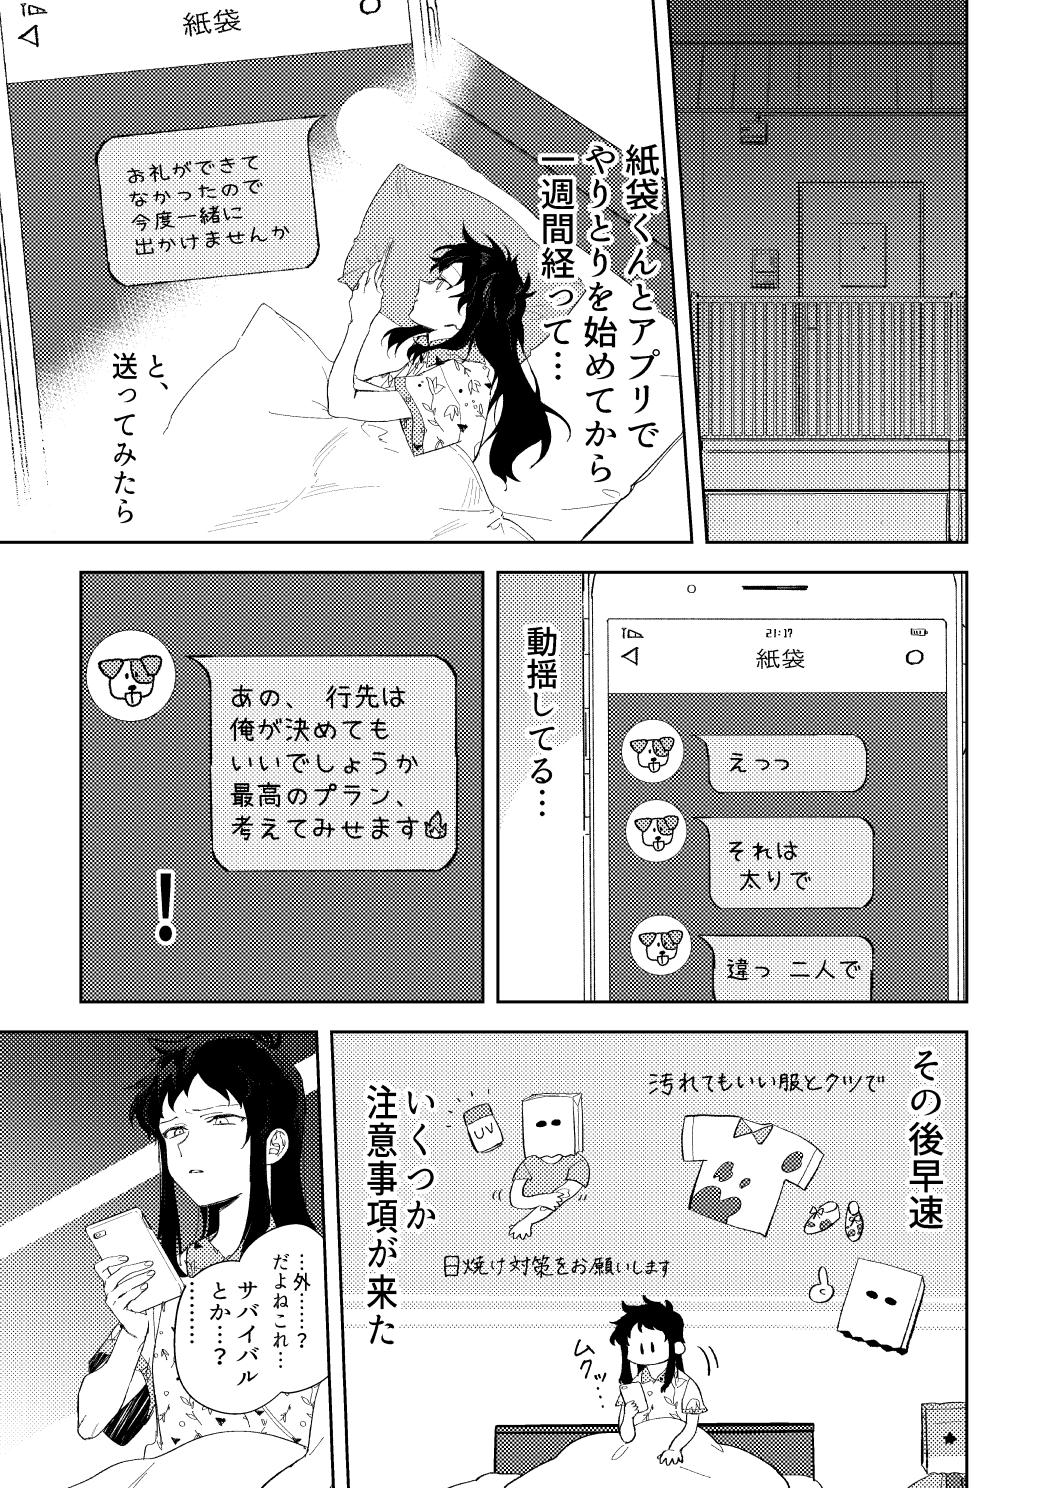 紙袋くんとアプリで
やりとりを始めてから
一週間経って…
紙袋
お礼ができて
なかったので
今度一緒に
出かけませんか
と、
送ってみたら
21:17
紙袋
えっっ
それは
太りで
違っ 二人で
動揺してる…
あの、 行先は
俺が決めても
いいでしょうか
最高のプラン、
考えてみせます
！
その後早速
汚れてもいい服とクツで
UV
日焼け対策をお願いします
いくつか
注意事項が来た
ムク…
…外……？
だよねこれ…
サバイバル
とか……？
………